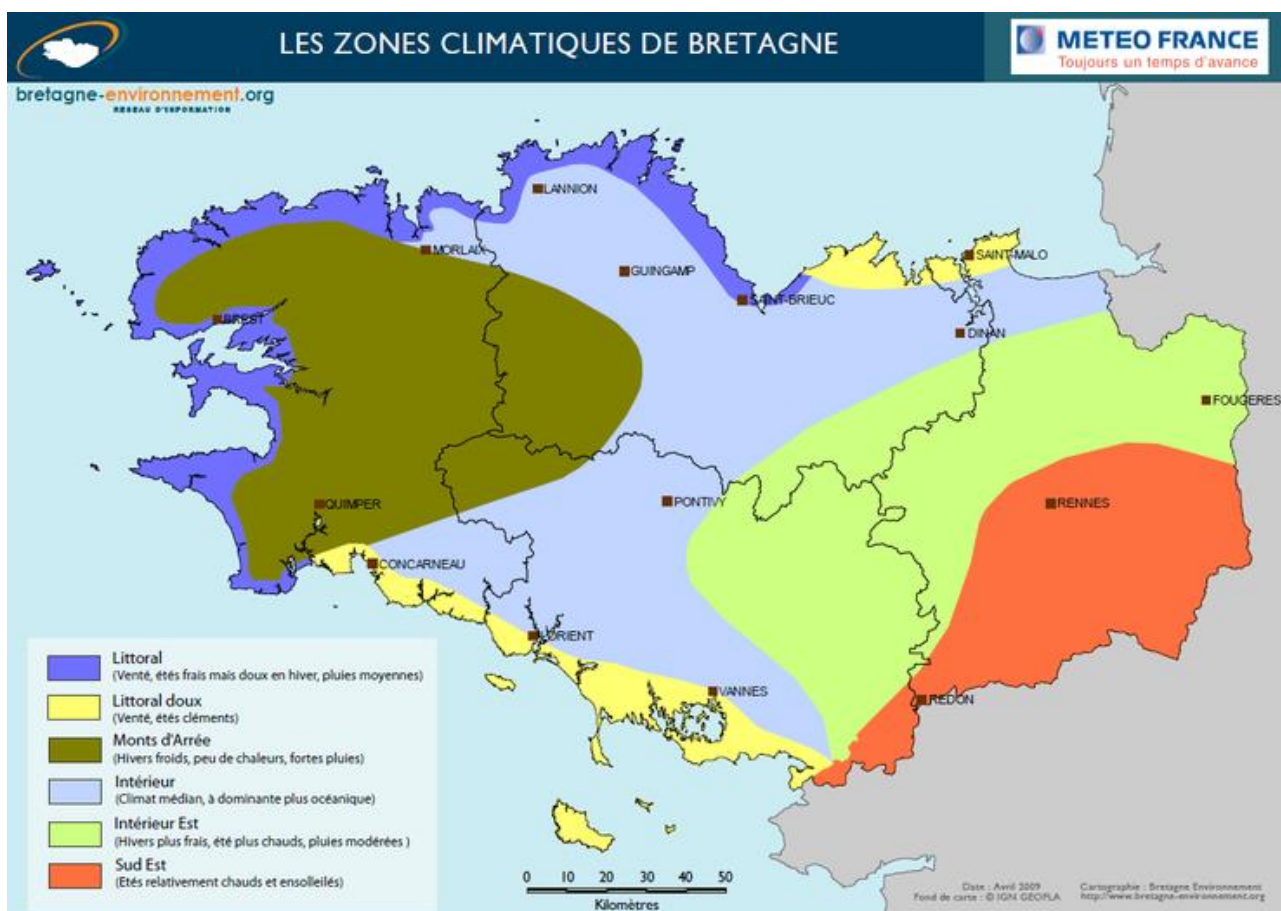 LES ZONES CLIMATIQUES DE BRETAGNE
METEO FRANCE
Toujours un temps d'avance
bretagne-environnement.org
RESEAU D'INFORMATION
LANNION
MORLAIX
GUINGAMP
SAINT-MALO
SAINT-BRIEUC
BREST
DINAN
FOUGERES
QUIMPER
PONTIVY
RENNES
CONCARNEAU
LORIENT
VANNES
REDON
Littoral
(Venté, étés frais mais doux en hiver, pluies moyennes)
Littoral doux
(Venté, étés cléments)
Monts d'Arrée
(Hivers froids, peu de chaleurs, fortes pluies)
Intérieur
(Climat médian, à dominante plus océanique)
Intérieur Est
(Hivers plus frais, été plus chauds, pluies modérées )
Sud Est
(Etés relativement chauds et ensolleilés)
0 10 20 30 40 50
Kilomètres
Date : Avril 2009
Fond de carte : © IGN GEOFLA
Cartographie : Bretagne Environnement
http://www.bretagne-environnement.org